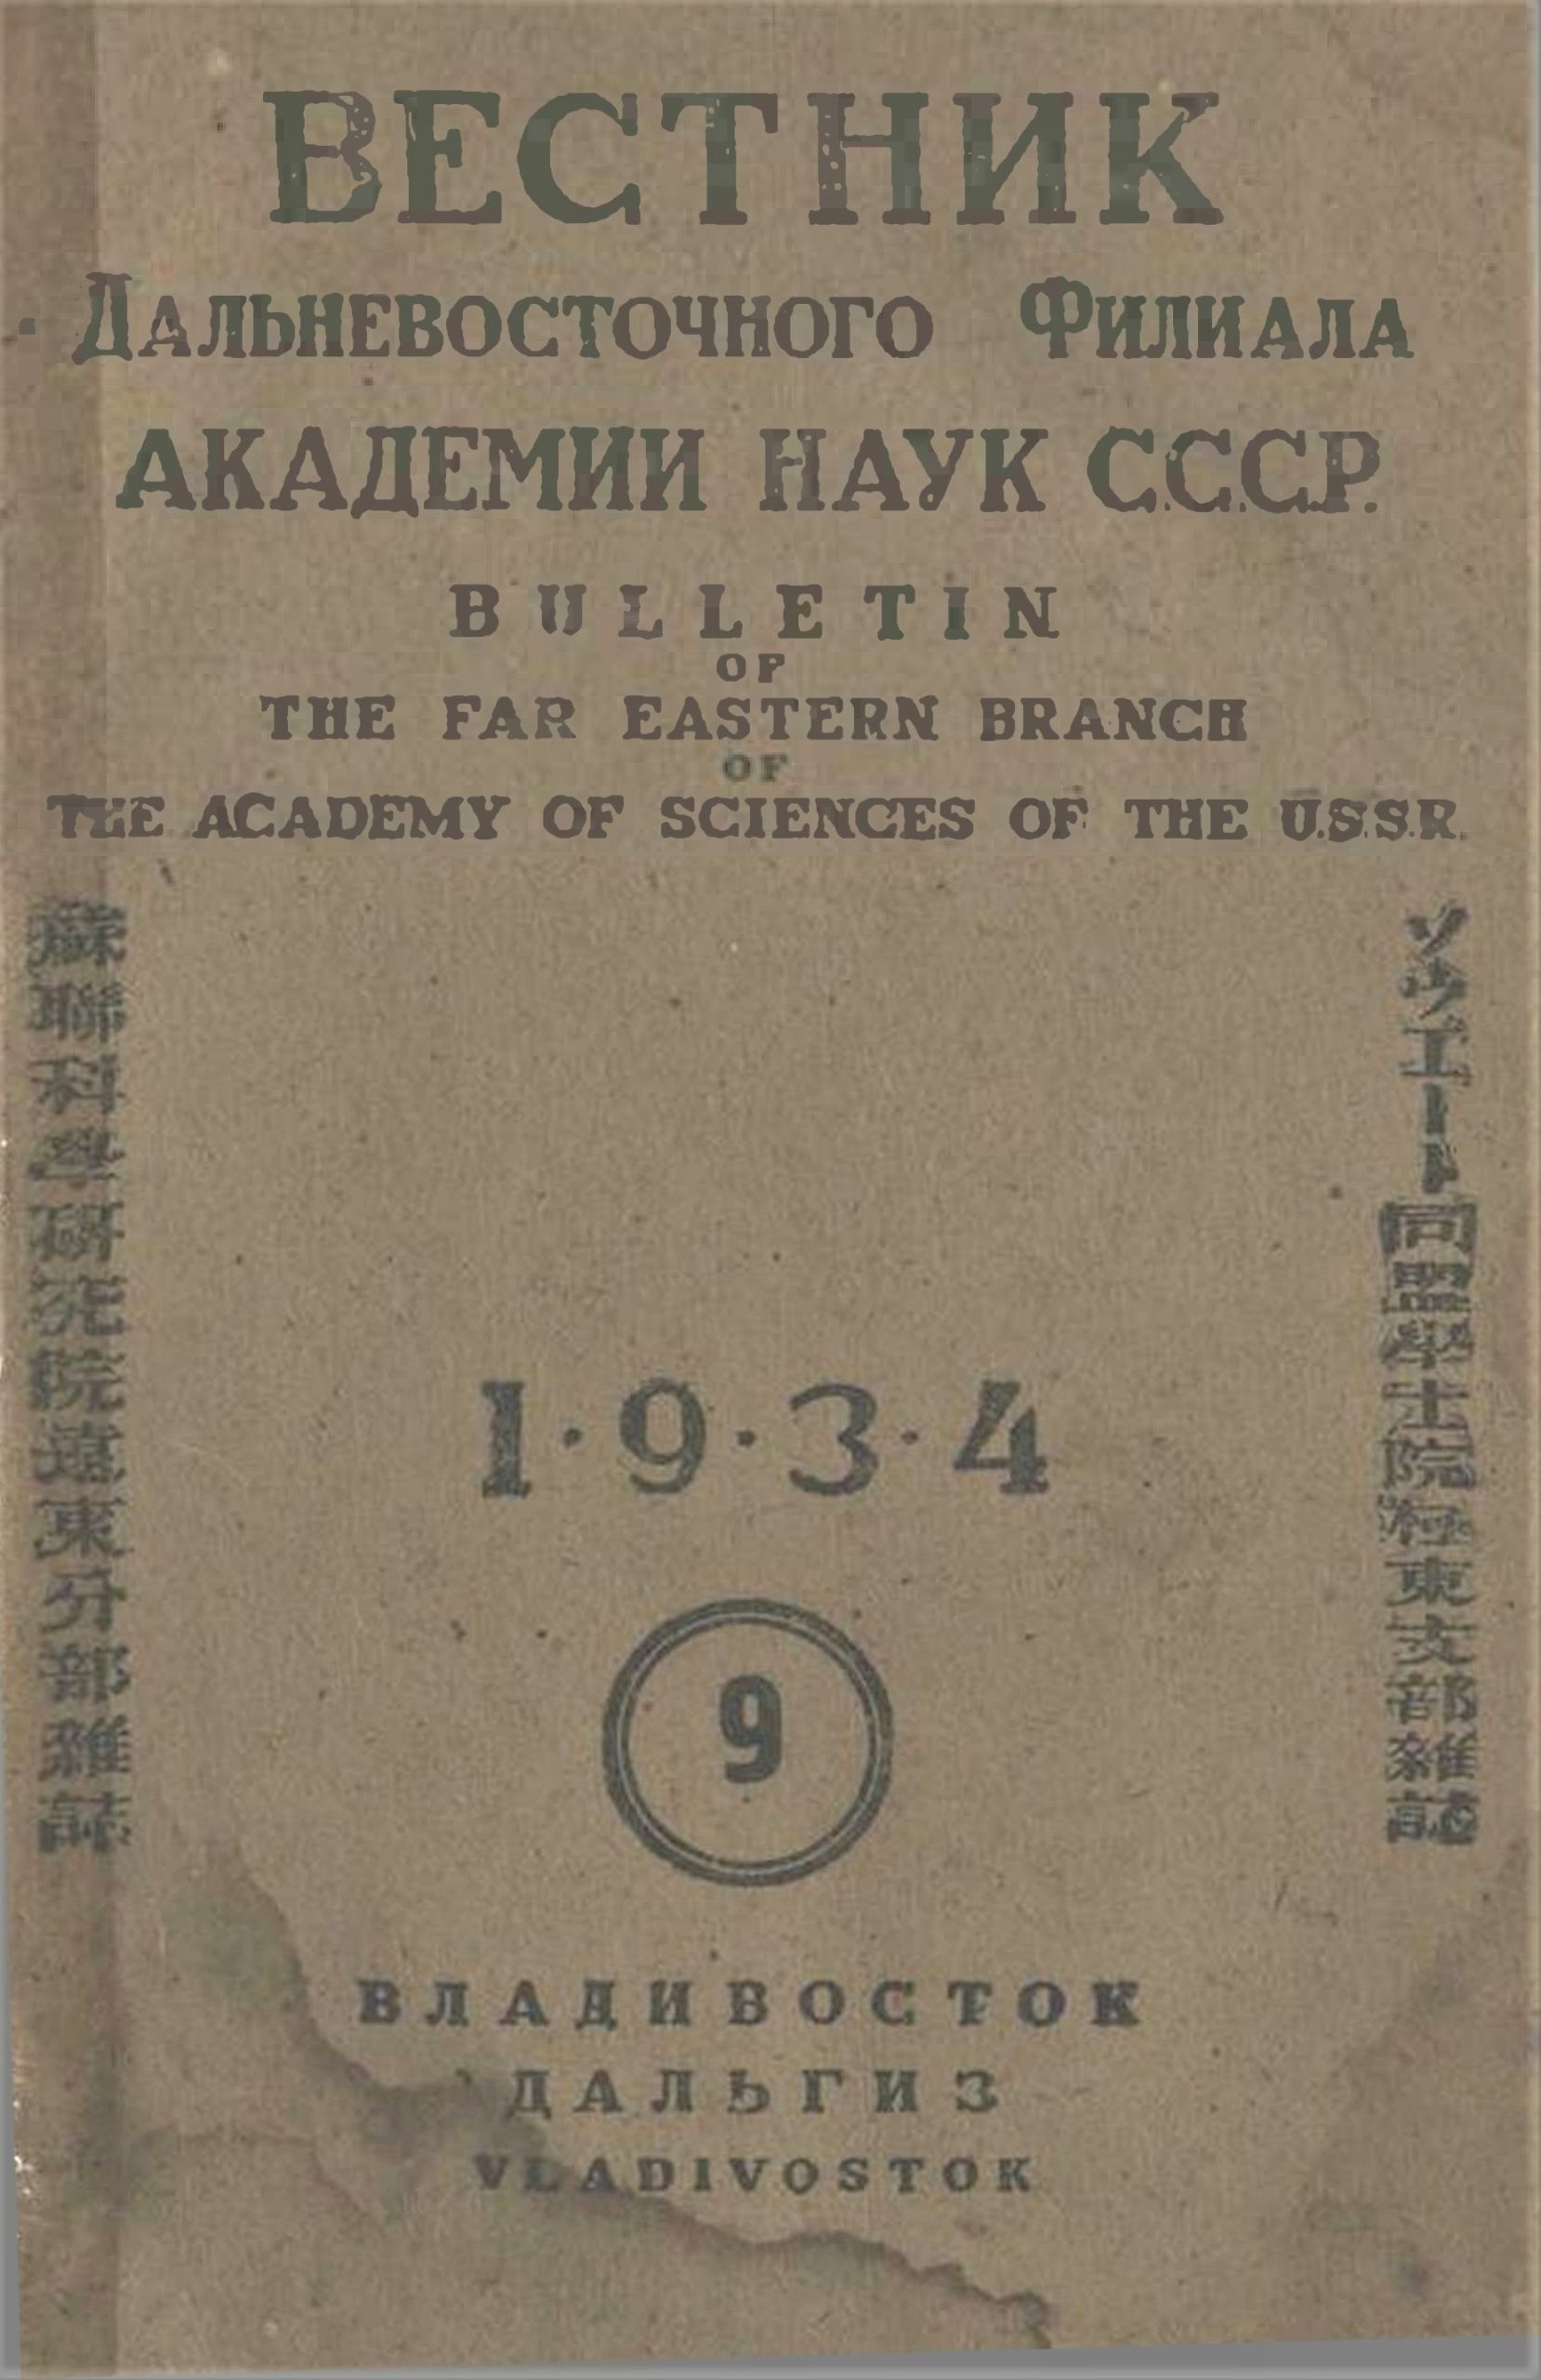 ВЕСТНИК
ДАЛЬНЕВОСТОЧНОГО ФИЛИАЛА
АКАДЕМИИ НАУК С.С.С.Р.
BULLETIN
OF
THE FAR EASTERN BRANCH
OF
THE ACADEMY OF SCIENCES OF THE U.S.S.R.
蘇聯科學研究院遠東分部雜誌
ソウエート同盟學士院極東支部雜誌
1·9·3·4
9
ВЛАДИВОСТОК
ДАЛЬГИЗ
VLADIVOSTOK